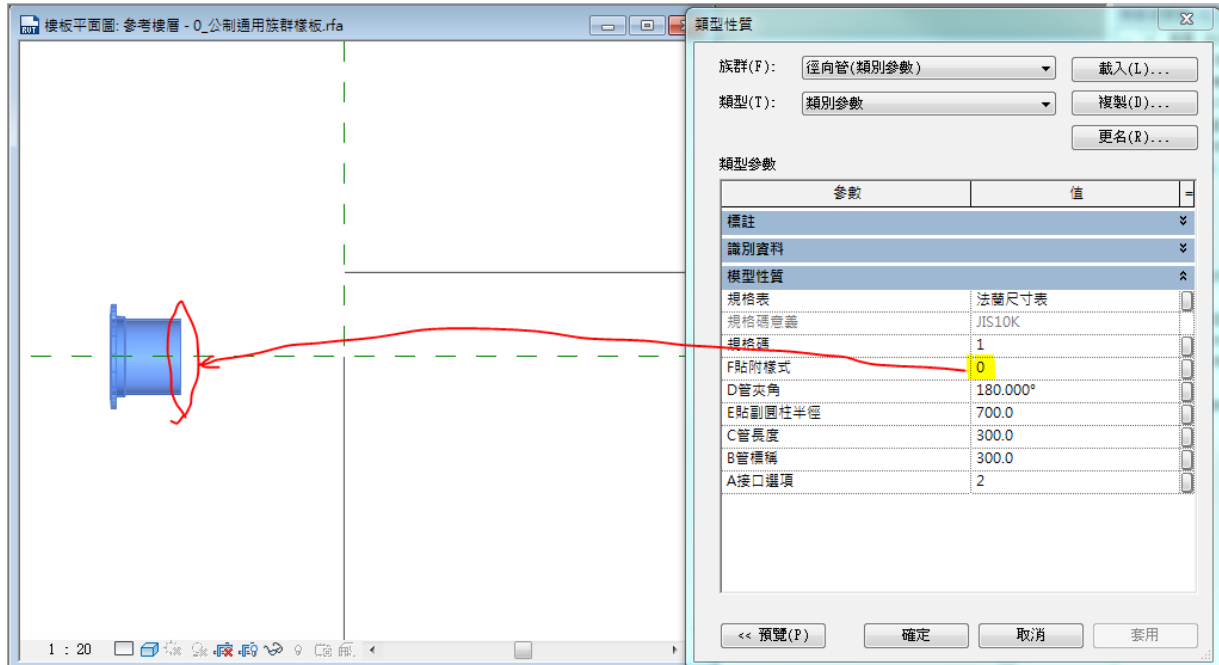 樓板平面圖: 參考樓層 - 0_公制通用族群樣板.rfa
1 : 20
類型性質
族群(F): 徑向管(類別參數) 載入(L)...
類型(T): 類別參數 複製(D)...
更名(R)...
類型參數
參數 值 =
標註
識別資料
模型性質
規格表 法蘭尺寸表
規格碼意義 JIS10K
規格碼 1
F貼附樣式 0
D管夾角 180.000°
E貼副圓柱半徑 700.0
C管長度 300.0
B管標稱 300.0
A接口選項 2
<< 預覽(P) 確定 取消 套用